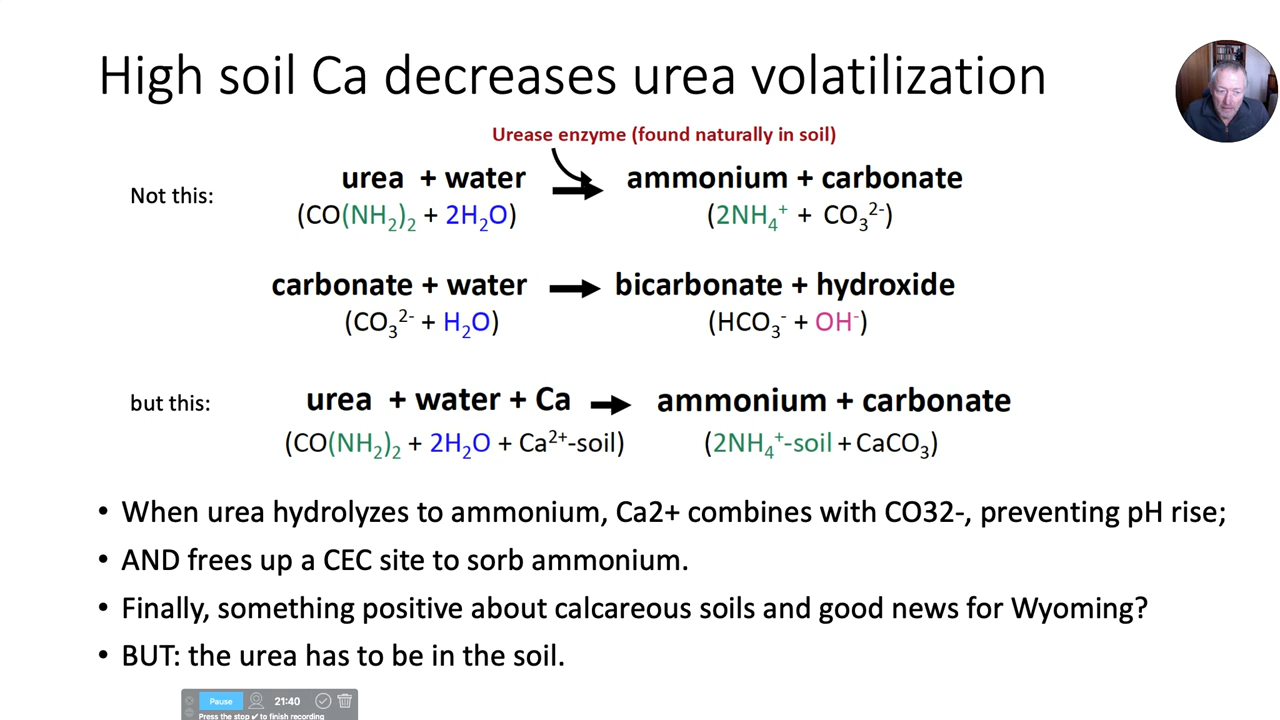 High soil Ca decreases urea volatilization
Urease enzyme (found naturally in soil)
Not this:
urea + water
ammonium + carbonate
(CO(NH₂)₂ + 2H₂O)
(2NH₄⁺ + CO₃²⁻)
carbonate + water
bicarbonate + hydroxide
(CO₃²⁻ + H₂O)
(HCO₃⁻ + OH⁻)
but this:
urea + water + Ca
ammonium + carbonate
(CO(NH₂)₂ + 2H₂O + Ca²⁺-soil)
(2NH₄⁺-soil + CaCO₃)
• When urea hydrolyzes to ammonium, Ca2+ combines with CO32-, preventing pH rise;
• AND frees up a CEC site to sorb ammonium.
• Finally, something positive about calcareous soils and good news for Wyoming?
• BUT: the urea has to be in the soil.
Pause
21:40
Press the stop ✔ to finish recording